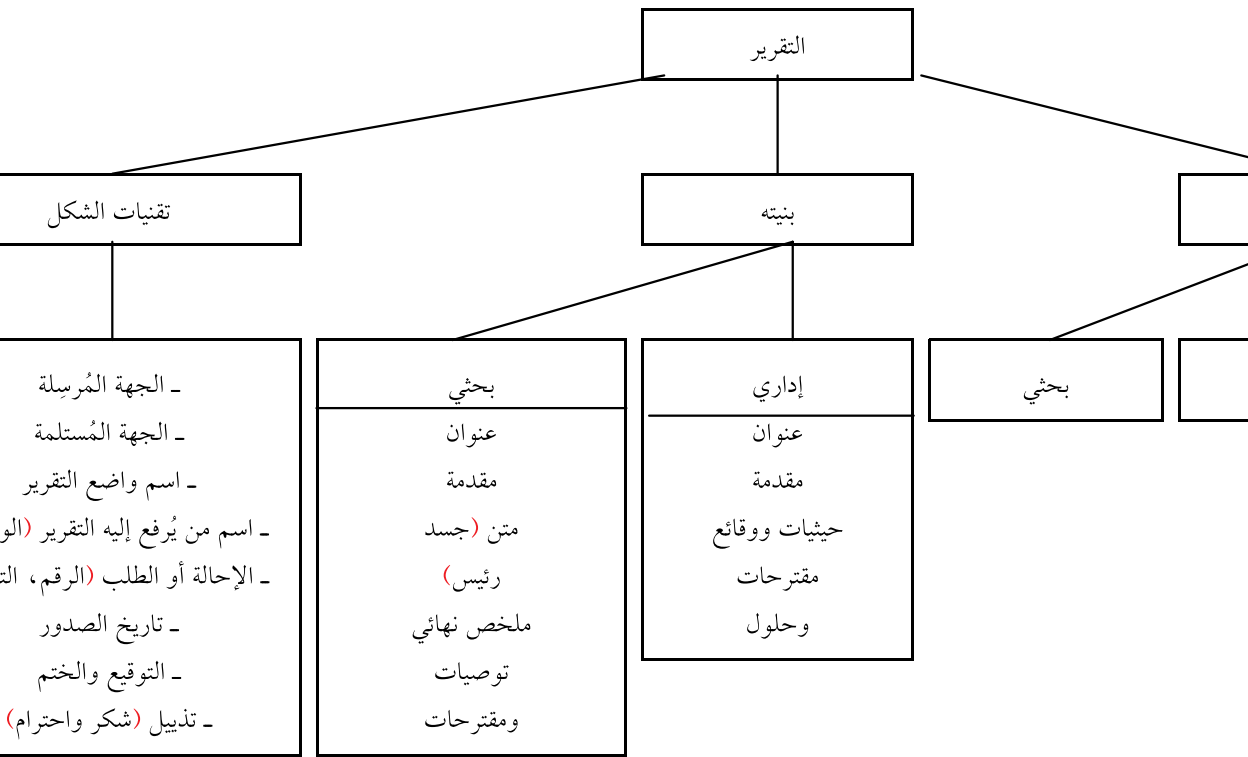 التقرير
بنيته
تقنيات الشكل
بحثي
إداري
عنوان
مقدمة
حيثيات ووقائع
مقترحات
وحلول
بحثي
عنوان
مقدمة
متن (جسد
رئيس)
ملخص نهائي
توصيات
ومقترحات
ـ الجهة المُرسِلة
ـ الجهة المُستلمة
ـ اسم واضع التقرير
ـ اسم من يُرفع إليه التقرير
ـ الإحالة أو الطلب (الرقم،
ـ تاريخ الصدور
ـ التوقيع والختم
ـ تذييل (شكر واحترام)